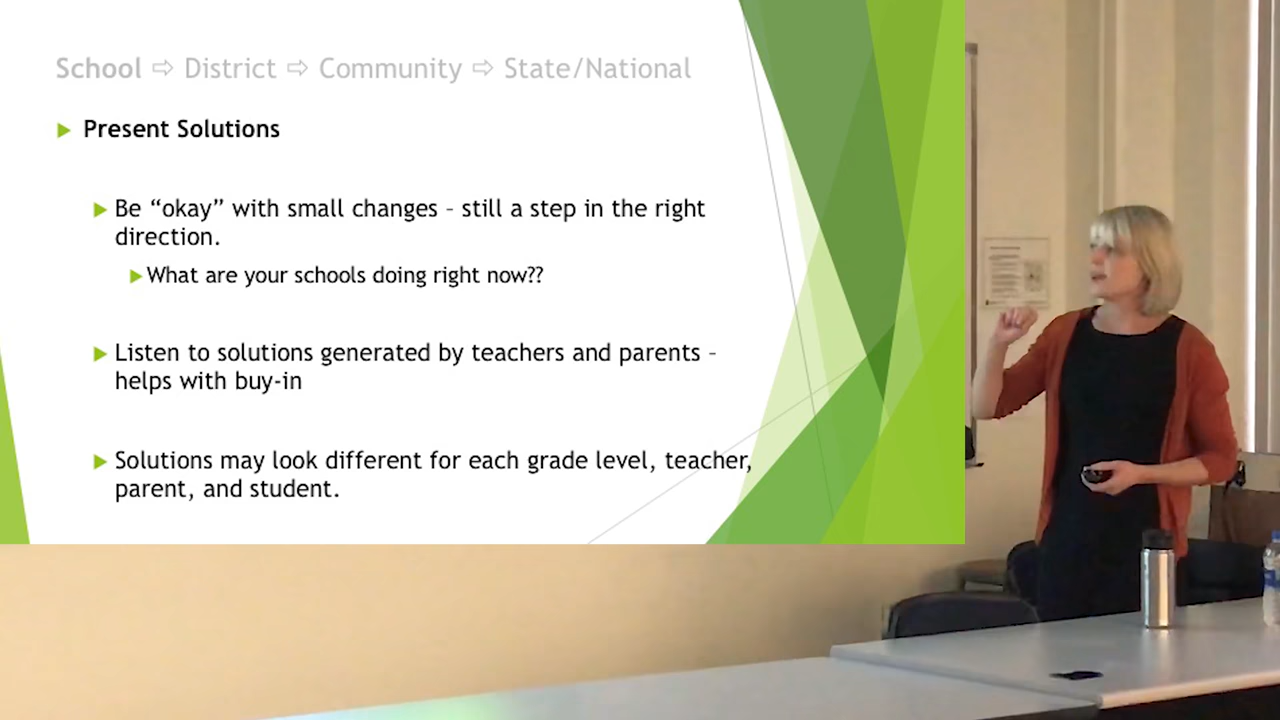 School ⇨ District ⇨ Community ⇨ State/National
Present Solutions
Be “okay” with small changes – still a step in the right
direction.
What are your schools doing right now??
Listen to solutions generated by teachers and parents –
helps with buy-in
Solutions may look different for each grade level, teacher,
parent, and student.